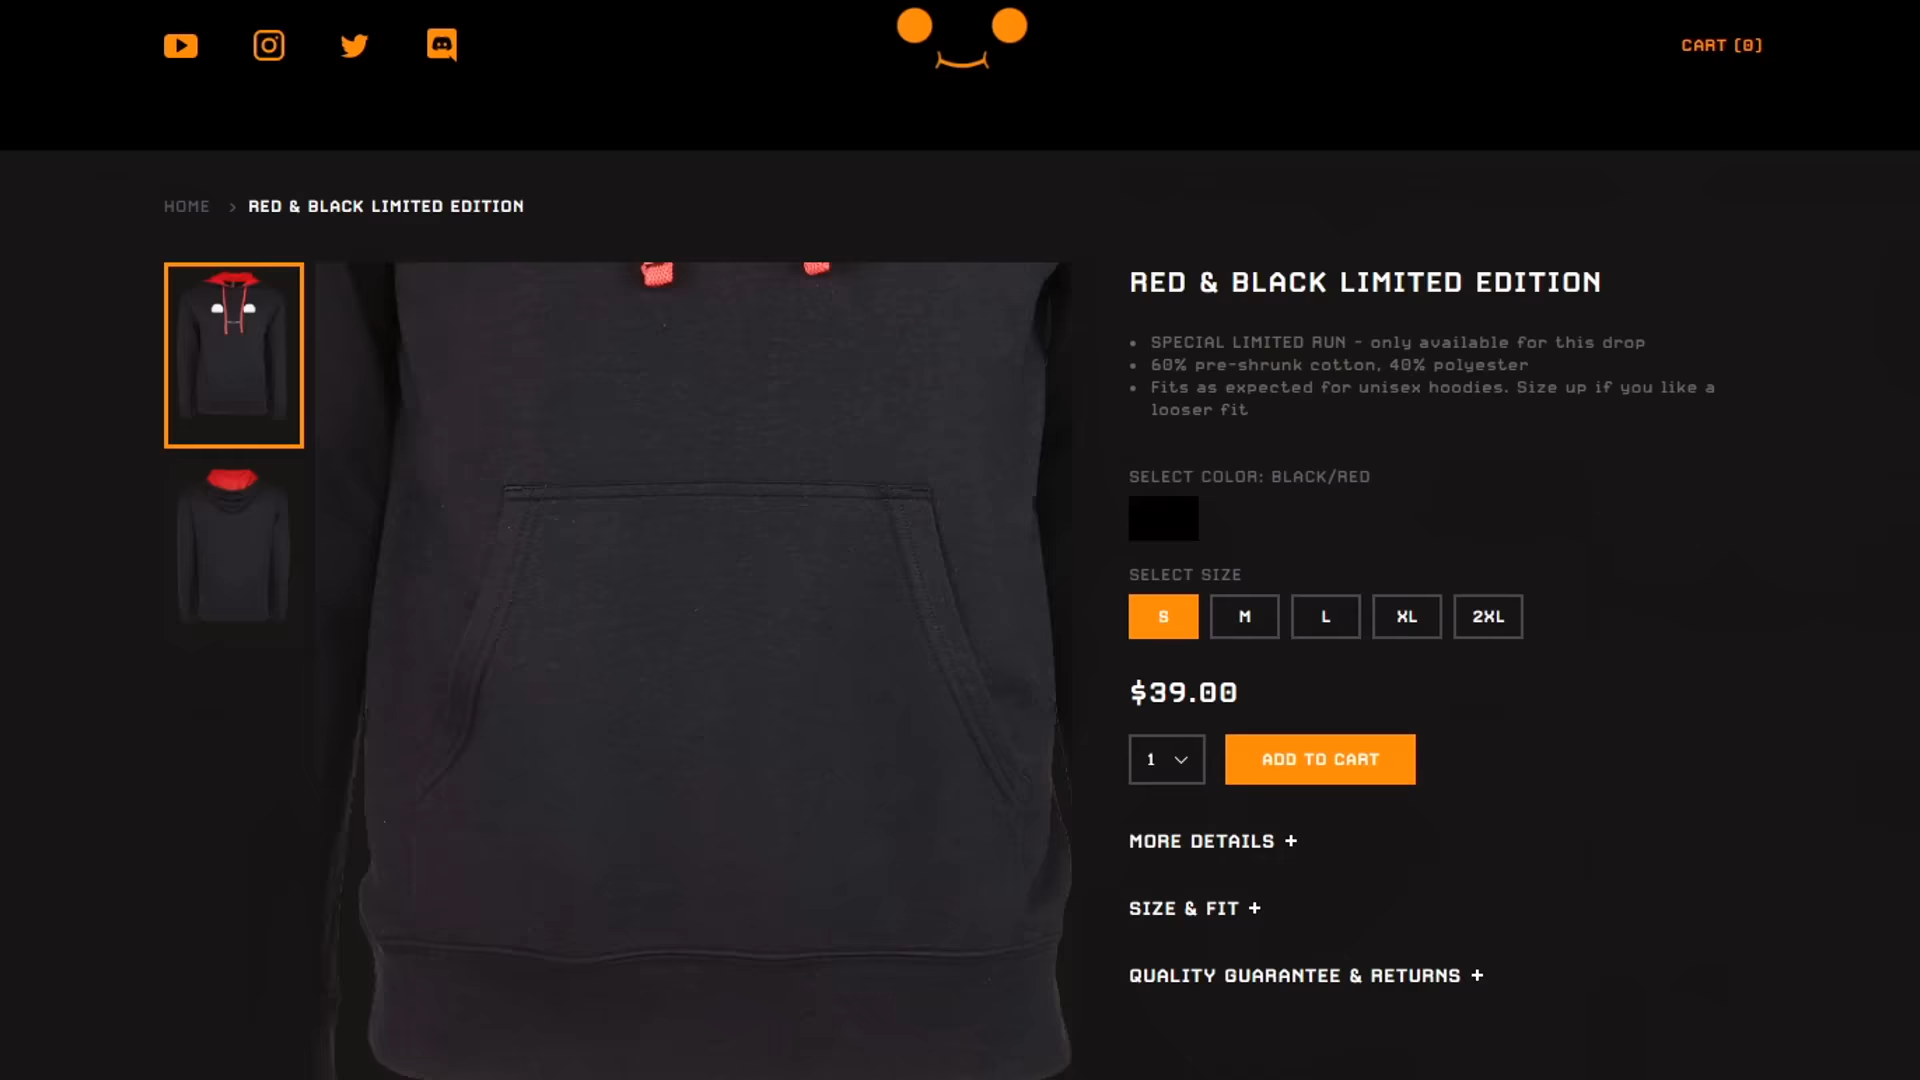 CART (0)
HOME > RED & BLACK LIMITED EDITION
RED & BLACK LIMITED EDITION
• SPECIAL LIMITED RUN - only available for this drop
• 60% pre-shrunk cotton, 40% polyester
• Fits as expected for unisex hoodies. Size up if you like a
looser fit
SELECT COLOR: BLACK/RED
SELECT SIZE
S M L XL 2XL
$39.00
1 ADD TO CART
MORE DETAILS +
SIZE & FIT +
QUALITY GUARANTEE & RETURNS +